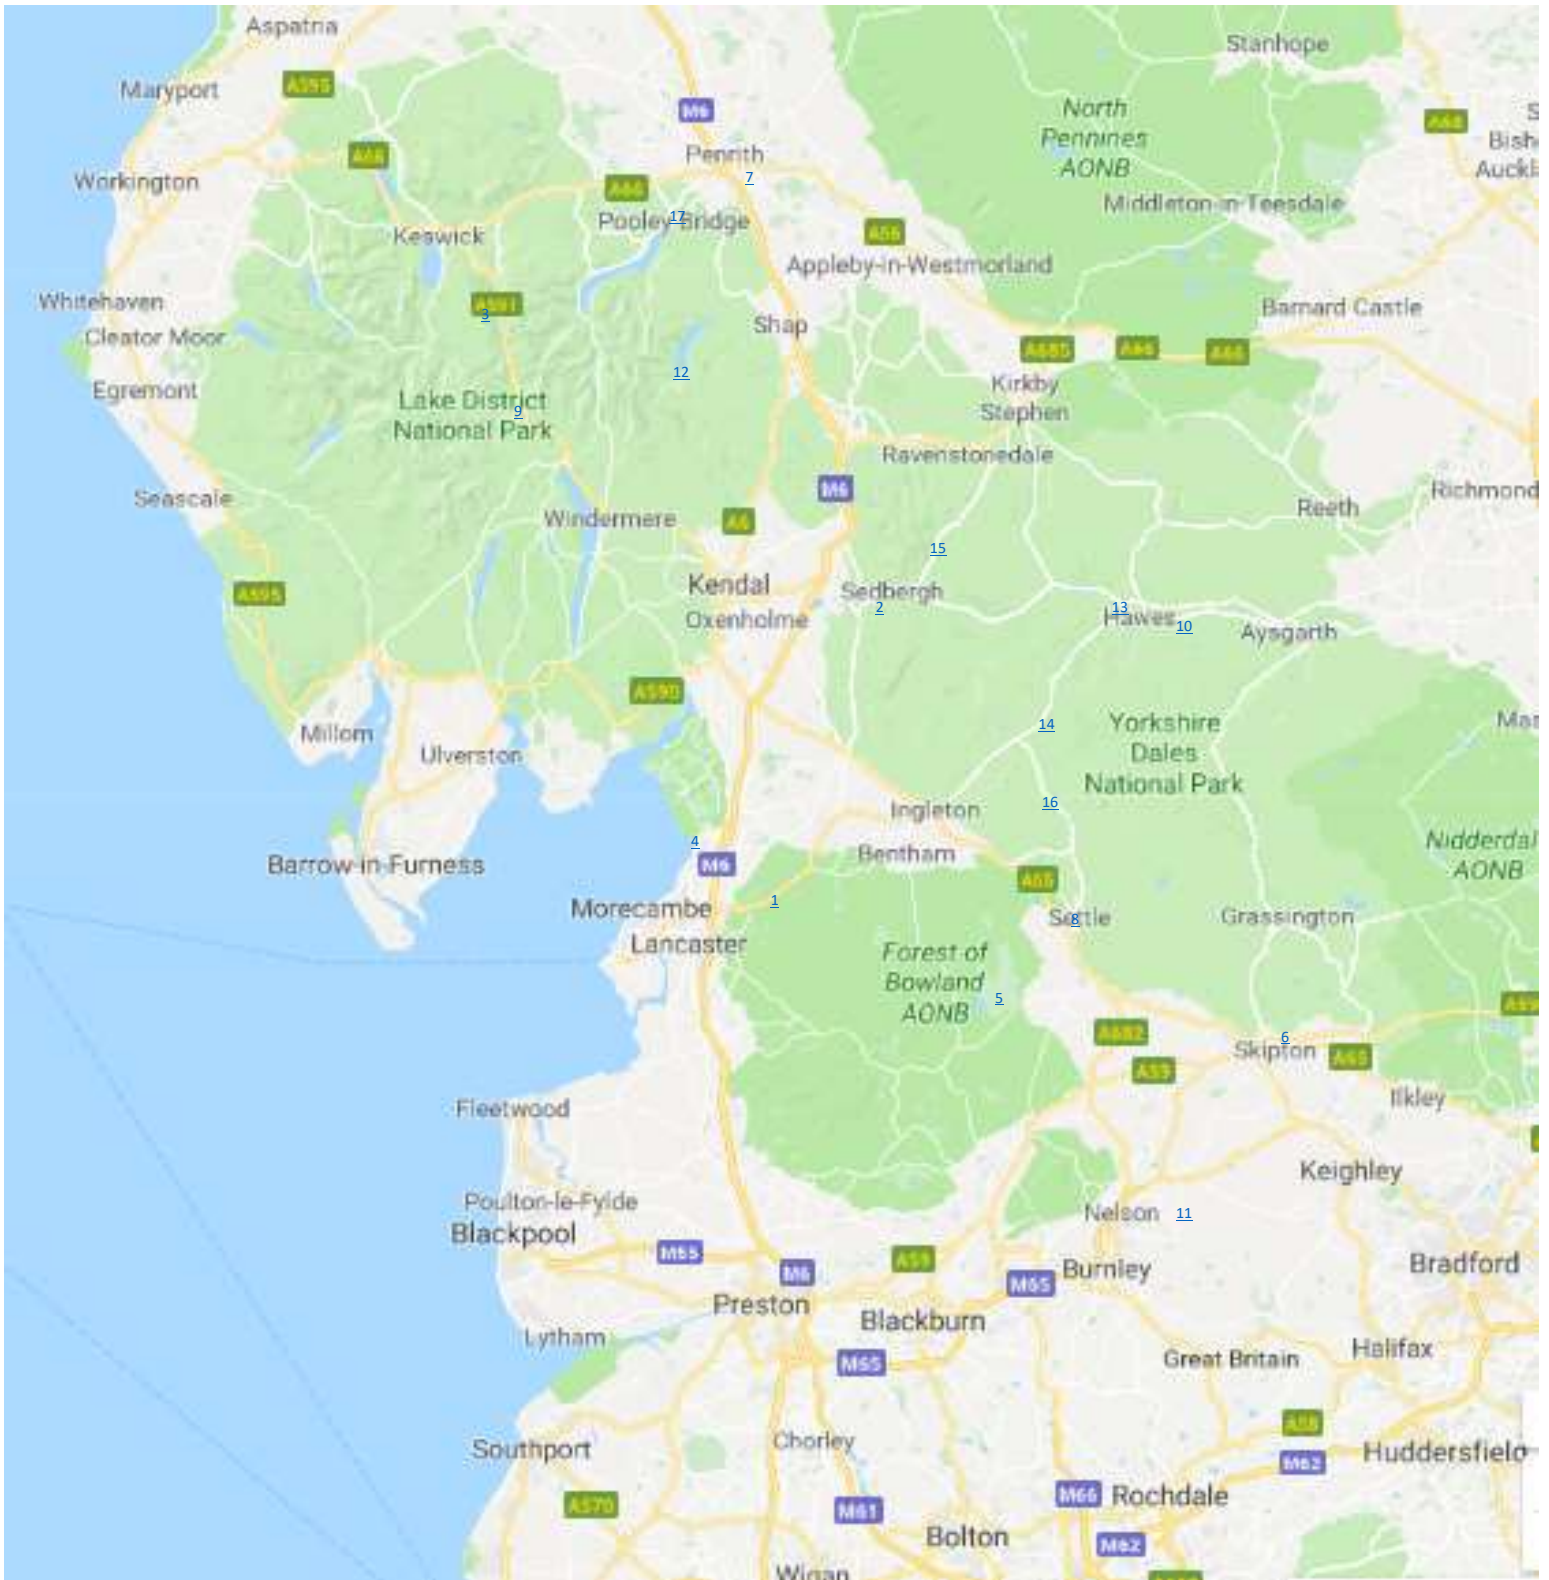 Aspatria
Stanhope
Maryport
A595
M6
North
Pennines
AONB
A68
Bish
Auckl
Penrith
7
A66
Workington
A66
Middleton-in-Teesdale
17
Pooley Bridge
Keswick
A66
Appleby-in-Westmorland
Whitehaven
A591
3
Barnard Castle
Shap
Cleator Moor
A685
A66
A66
12
Kirkby
Stephen
Egremont
Lake District
National Park
9
Ravenstonedale
M6
Seascale
Richmond
Reeth
Windermere
A6
15
Kendal
Sedbergh
A595
2
13
Hawes
10
Aysgarth
Oxenholme
A590
Millom
14
Yorkshire
Dales
National Park
Mas
Ulverston
16
Ingleton
4
Nidderdal
AONB
Bentham
Barrow-in-Furness
M6
A65
1
Morecambe
Settle
8
Grassington
Lancaster
Forest of
Bowland
AONB
5
A682
6
Skipton
A65
A59
Ilkley
Fleetwood
Keighley
Poulton-le-Fylde
Nelson
11
Blackpool
M65
A59
M6
Burnley
M65
Bradford
Preston
Blackburn
Lytham
M65
Great Britain
Halifax
A58
Chorley
Southport
M62
Huddersfield
M66
Rochdale
A570
M61
Bolton
M62
Wigan